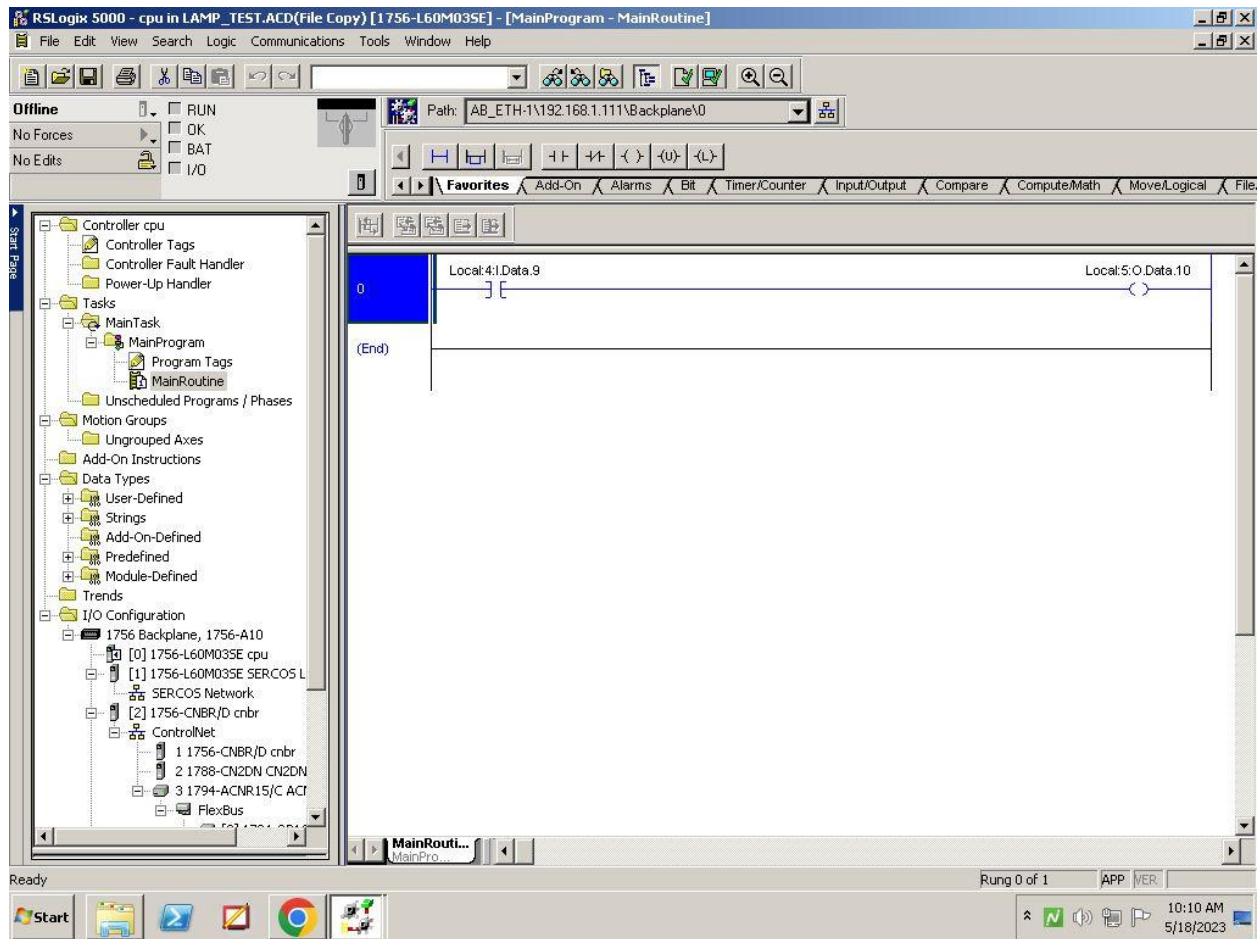 RSLogix 5000 - cpu in LAMP_TEST.ACD(File Copy) [1756-L60M03SE] - [MainProgram - MainRoutine]
File Edit View Search Logic Communications Tools Window Help
Offline
RUN
No Forces
OK
No Edits
BAT
I/O
Path: AB_ETH-1\192.168.1.111\Backplane\0
Favorites Add-On Alarms Bit Timer/Counter Input/Output Compare Compute/Math Move/Logical File
Start Page
Controller cpu
Controller Tags
Controller Fault Handler
Power-Up Handler
Tasks
MainTask
MainProgram
Program Tags
MainRoutine
Unscheduled Programs / Phases
Motion Groups
Ungrouped Axes
Add-On Instructions
Data Types
User-Defined
Strings
Add-On-Defined
Predefined
Module-Defined
Trends
I/O Configuration
1756 Backplane, 1756-A10
[0] 1756-L60M03SE cpu
[1] 1756-L60M03SE SERCOS L
SERCOS Network
[2] 1756-CNBR/D cnbr
ControlNet
1 1756-CNBR/D cnbr
2 1788-CN2DN CN2DN
3 1794-ACNR15/C ACN
FlexBus
Local:4:I.Data.9
Local:5:O.Data.10
0
(U)
(L)
(End)
MainRouti...
MainPro...
Ready
Rung 0 of 1 APP VER
Start
10:10 AM
5/18/2023